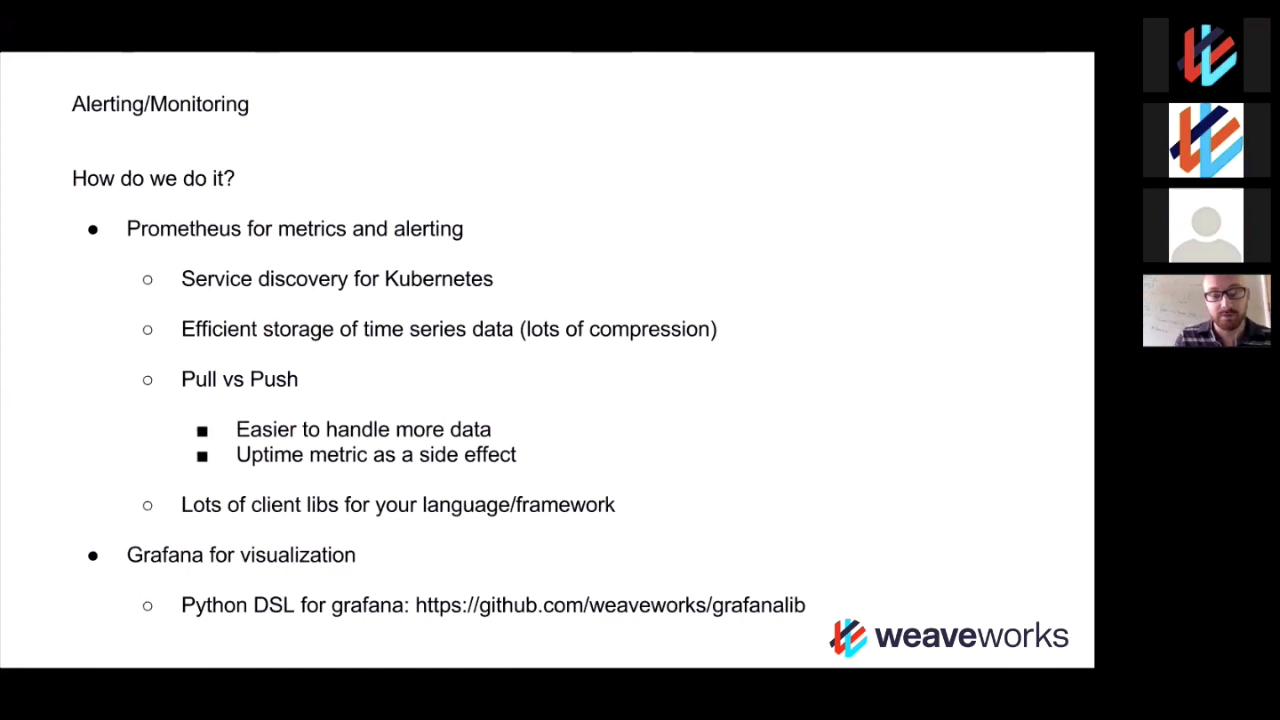 Alerting/Monitoring
How do we do it?
● Prometheus for metrics and alerting
○ Service discovery for Kubernetes
○ Efficient storage of time series data (lots of compression)
○ Pull vs Push
■ Easier to handle more data
■ Uptime metric as a side effect
○ Lots of client libs for your language/framework
● Grafana for visualization
○ Python DSL for grafana: https://github.com/weaveworks/grafanalib
weaveworks